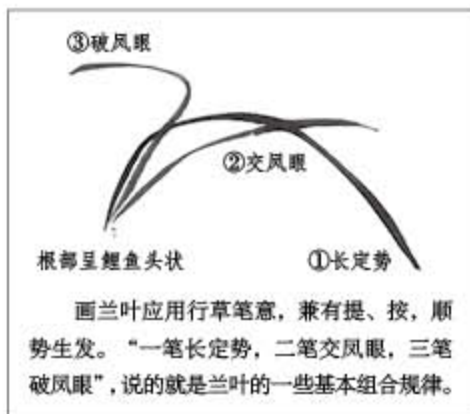 ③破凤眼
②交凤眼
根部呈鲤鱼头状
①长定势
画兰叶应用行草笔意，兼有提、按，顺
势生发。“一笔长定势，二笔交凤眼，三笔
破凤眼”，说的就是兰叶的一些基本组合规律。